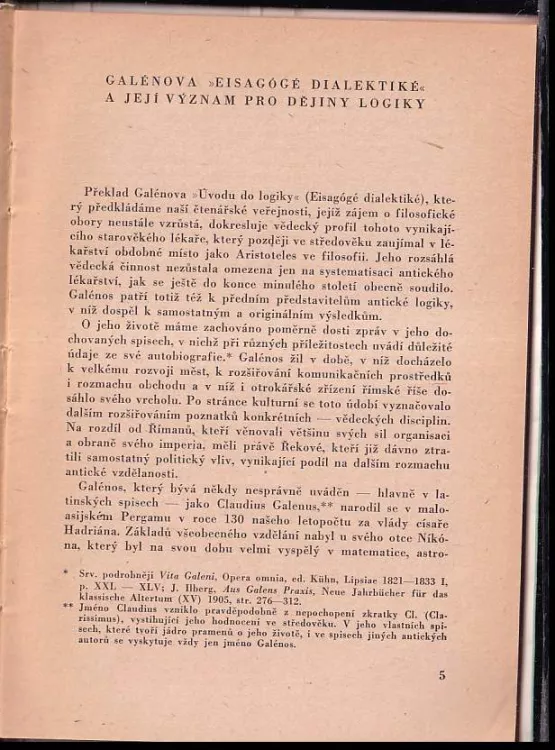 GALÉNOVA »EISAGÓGÉ DIALEKTIKÉ«
A JEJÍ VÝZNAM PRO DĚJINY LOGIKY
Překlad Galénova »Úvodu do logiky« (Eisagógé dialektiké), kte-
rý předkládáme naší čtenářské veřejnosti, jejíž zájem o filosofické
obory neustále vzrůstá, dokresluje vědecký profil tohoto vynikají-
cího starověkého lékaře, který později ve středověku zaujímal v lé-
kařství obdobné místo jako Aristoteles ve filosofii. Jeho rozsáhlá
vědecká činnost nezůstala omezena jen na systematisaci antického
lékařství, jak se ještě do konce minulého století obecně soudilo.
Galénos patří totiž též k předním představitelům antické logiky,
v níž dospěl k samostatným a originálním výsledkům.
O jeho životě máme zachováno poměrně dosti zpráv v jeho do-
chovaných spisech, v nichž při různých příležitostech uvádí důležité
údaje ze své autobiografie.* Galénos žil v době, v níž docházelo
k velkému rozvoji měst, k rozšiřování komunikačních prostředků
i rozmachu obchodu a v níž i otrokářské zřízení římské říše do-
sáhlo svého vrcholu. Po stránce kulturní se toto údobí vyznačovalo
dalším rozšiřováním poznatků konkrétních — vědeckých disciplin.
Na rozdíl od Římanů, kteří věnovali většinu svých sil organisaci
a obraně svého imperia, měli právě Řekové, kteří již dávno ztra-
tili samostatný politický vliv, vynikající podíl na dalším rozmachu
antické vzdělanosti.
Galénos, který bývá někdy nesprávně uváděn — hlavně v la-
tinských spisech — jako Claudius Galenus,** narodil se v malo-
asijském Pergamu v roce 130 našeho letopočtu za vlády císaře
Hadriána. Základů všeobecného vzdělání nabyl u svého otce Nikó-
na, který byl na svou dobu velmi vyspělý v matematice, astro-
* Srv. podrobněji Vita Galeni, Opera omnia, ed. Kühn, Lipsiae 1821—1833 I,
p. XXI — XLV; J. Ilberg, Aus Galens Praxis, Neue Jahrbücher für das
klassische Altertum (XV) 1905, str. 276—312.
** Jméno Claudius vzniklo pravděpodobně z nepochopení zkratky Cl. (Cla-
rissimus), vystihující jeho hodnocení ve středověku. V jeho vlastních spi-
sech, které tvoří jádro pramenů o jeho životě, i ve spisech jiných antických
autorů se vyskytuje vždy jen jméno Galénos.
5